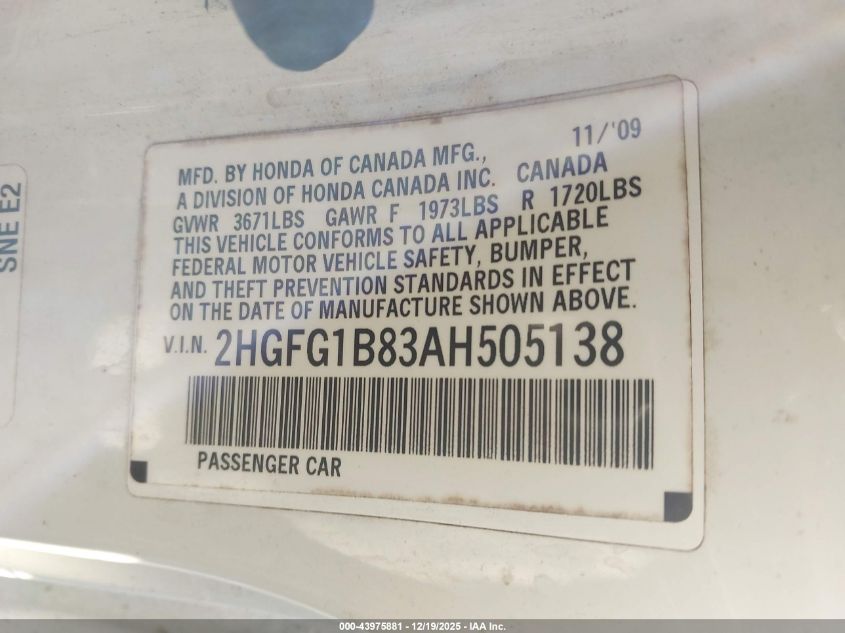 11/'09
MFD. BY HONDA OF CANADA MFG.,
A DIVISION OF HONDA CANADA INC. CANADA
GVWR 3671LBS GAWR F 1973LBS R 1720LBS
THIS VEHICLE CONFORMS TO ALL APPLICABLE
FEDERAL MOTOR VEHICLE SAFETY, BUMPER,
AND THEFT PREVENTION STANDARDS IN EFFECT
ON THE DATE OF MANUFACTURE SHOWN ABOVE.
V.I.N. 2HGFG1B83AH505138
PASSENGER CAR
SNE E2
000-43975881 - 12/19/2025 - IAA Inc.